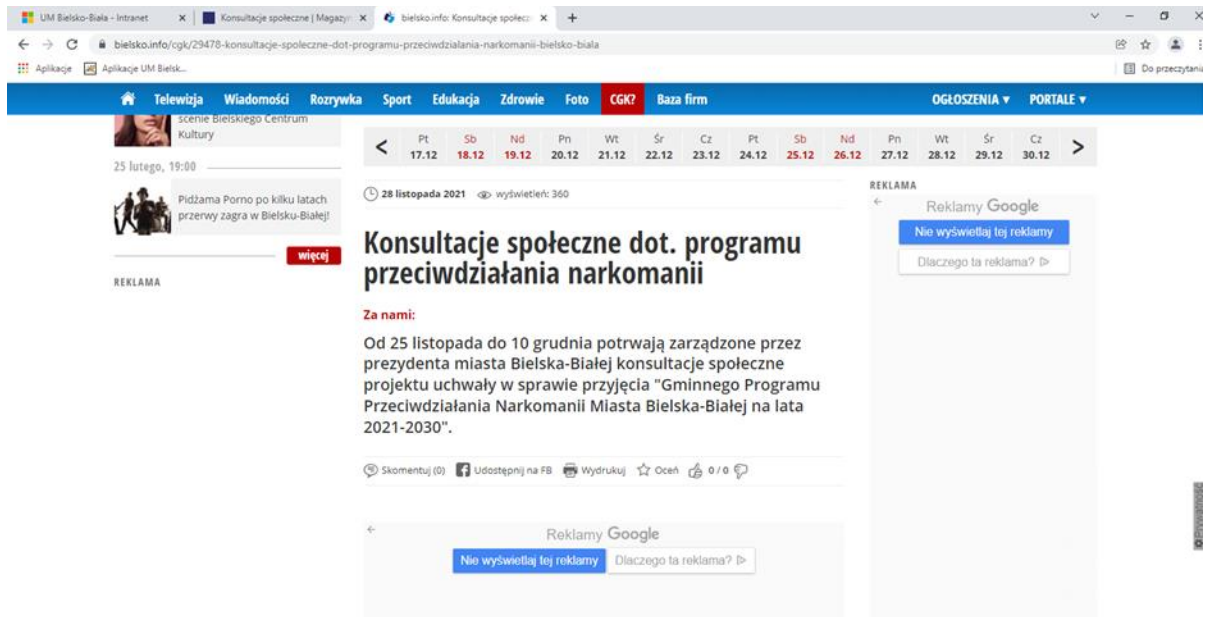 UM Bielsko-Biała - Intranet
Konsultacje społeczne | Magazyn
bielsko.info: Konsultacje społecz
bielsko.info/cgk/29478-konsultacje-spoleczne-dot-programu-przeciwdzialania-narkomanii-bielsko-biala
Aplikacje
Aplikacje UM Bielsk...
Do przeczytania
Telewizja Wiadomości Rozrywka Sport Edukacja Zdrowie Foto CGK? Baza firm OGŁOSZENIA ▾ PORTALE ▾
scenie Bielskiego Centrum
Kultury
25 lutego, 19:00
Pidżama Porno po kilku latach
przerwy zagra w Bielsku-Białej!
więcej
REKLAMA
< Pt Sb Nd Pn Wt Śr Cz Pt Sb Nd Pn Wt Śr Cz >
17.12 18.12 19.12 20.12 21.12 22.12 23.12 24.12 25.12 26.12 27.12 28.12 29.12 30.12
28 listopada 2021 wyświetleń: 360
Konsultacje społeczne dot. programu
przeciwdziałania narkomanii
Za nami:
Od 25 listopada do 10 grudnia potrwają zarządzone przez
prezydenta miasta Bielska-Białej konsultacje społeczne
projektu uchwały w sprawie przyjęcia "Gminnego Programu
Przeciwdziałania Narkomanii Miasta Bielska-Białej na lata
2021-2030".
Skomentuj (0) Udostępnij na FB Wydrukuj Oceń 0 / 0
Reklamy Google
Nie wyświetlaj tej reklamy Dlaczego ta reklama?
REKLAMA
Reklamy Google
Nie wyświetlaj tej reklamy
Dlaczego ta reklama?
Prywatność